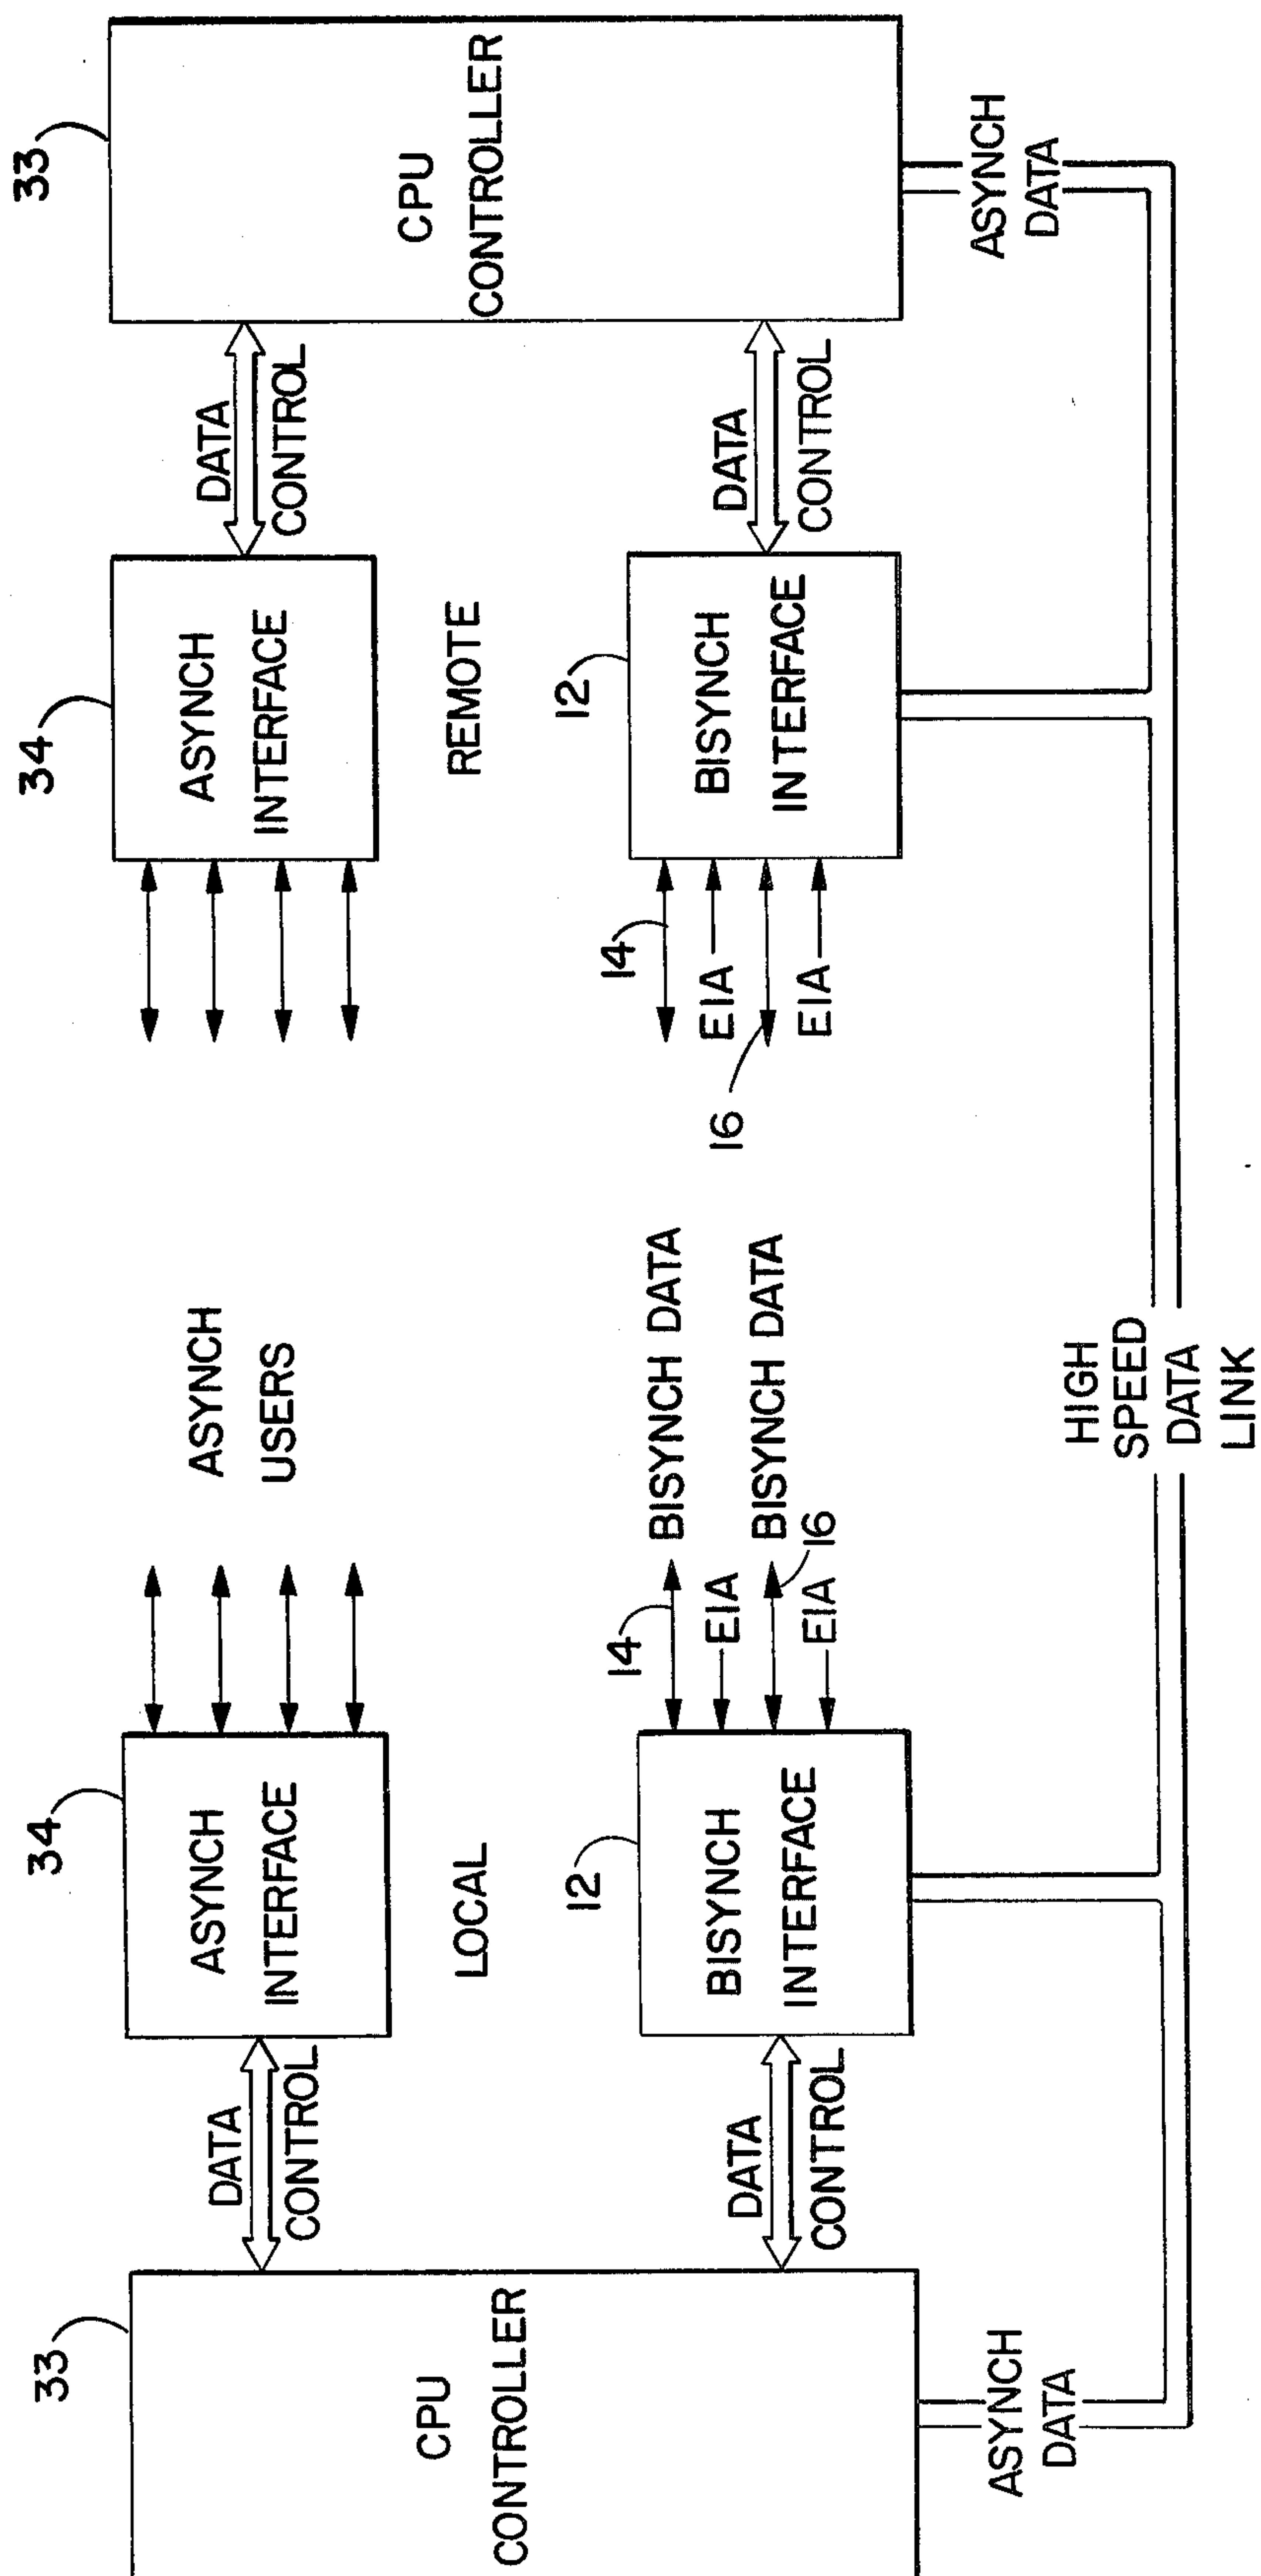 33
CPU
CONTROLLER
ASYNCH
DATA
DATA
CONTROL
DATA
CONTROL
34
ASYNCH
INTERFACE
LOCAL
12
BISYNCH
INTERFACE
14
EIA
16
EIA
ASYNCH
USERS
BISYNCH DATA
BISYNCH DATA
HIGH
SPEED
DATA
LINK
14
EIA
16
EIA
34
ASYNCH
INTERFACE
REMOTE
12
BISYNCH
INTERFACE
DATA
CONTROL
DATA
CONTROL
33
CPU
CONTROLLER
ASYNCH
DATA